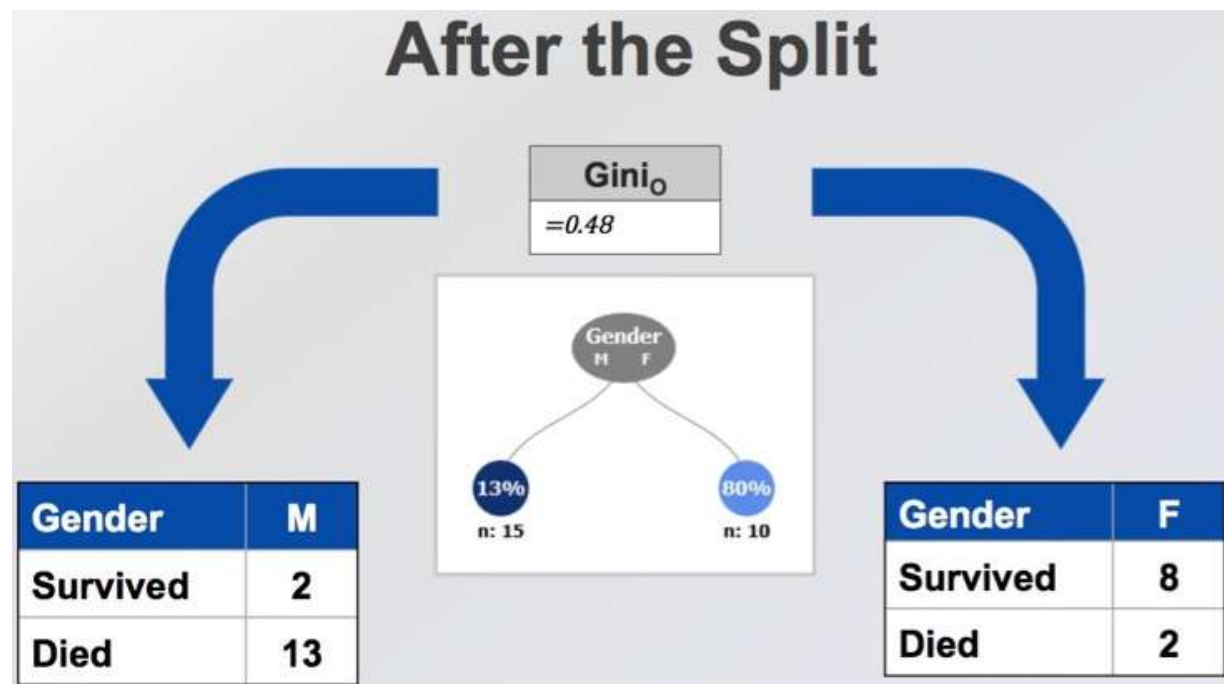 After the Split
Giniₒ
=0.48
Gender
M F
13%
80%
n: 15
n: 10
Gender M
Survived 2
Died 13
Gender F
Survived 8
Died 2